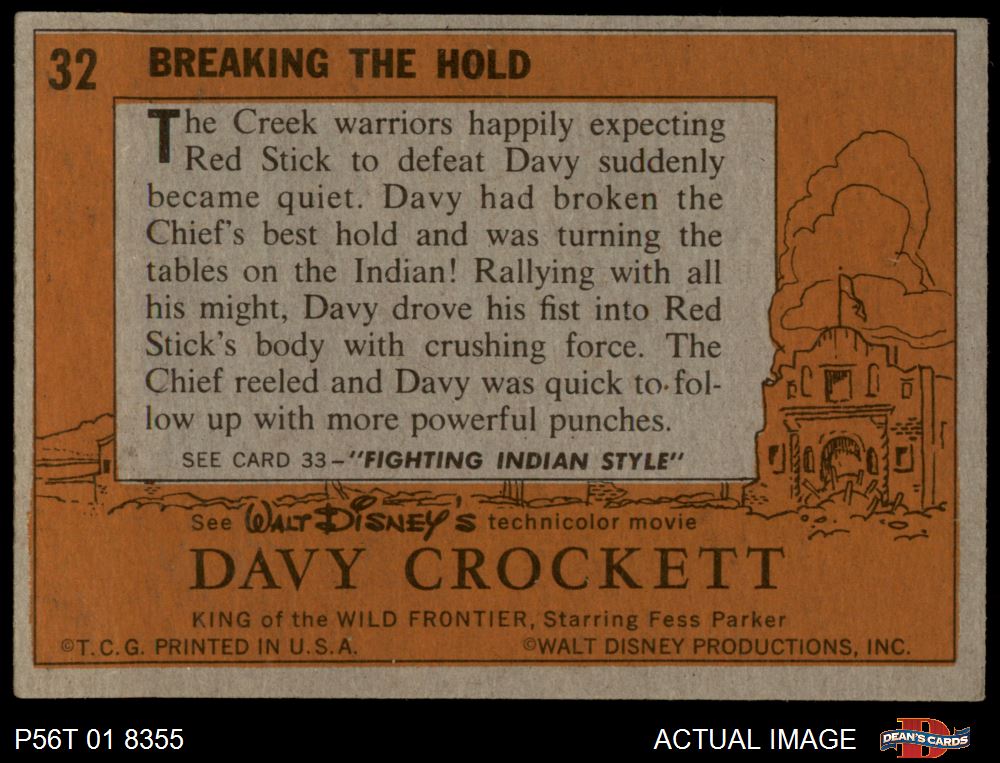 32 BREAKING THE HOLD
The Creek warriors happily expecting
Red Stick to defeat Davy suddenly
became quiet. Davy had broken the
Chief's best hold and was turning the
tables on the Indian! Rallying with all
his might, Davy drove his fist into Red
Stick's body with crushing force. The
Chief reeled and Davy was quick to fol-
low up with more powerful punches.
SEE CARD 33-"FIGHTING INDIAN STYLE"
See WALT DISNEY'S technicolor movie
DAVY CROCKETT
KING of the WILD FRONTIER, Starring Fess Parker
©T.C.G. PRINTED IN U.S.A. ©WALT DISNEY PRODUCTIONS, INC.
P56T 01 8355 ACTUAL IMAGE D DEAN'S CARDS